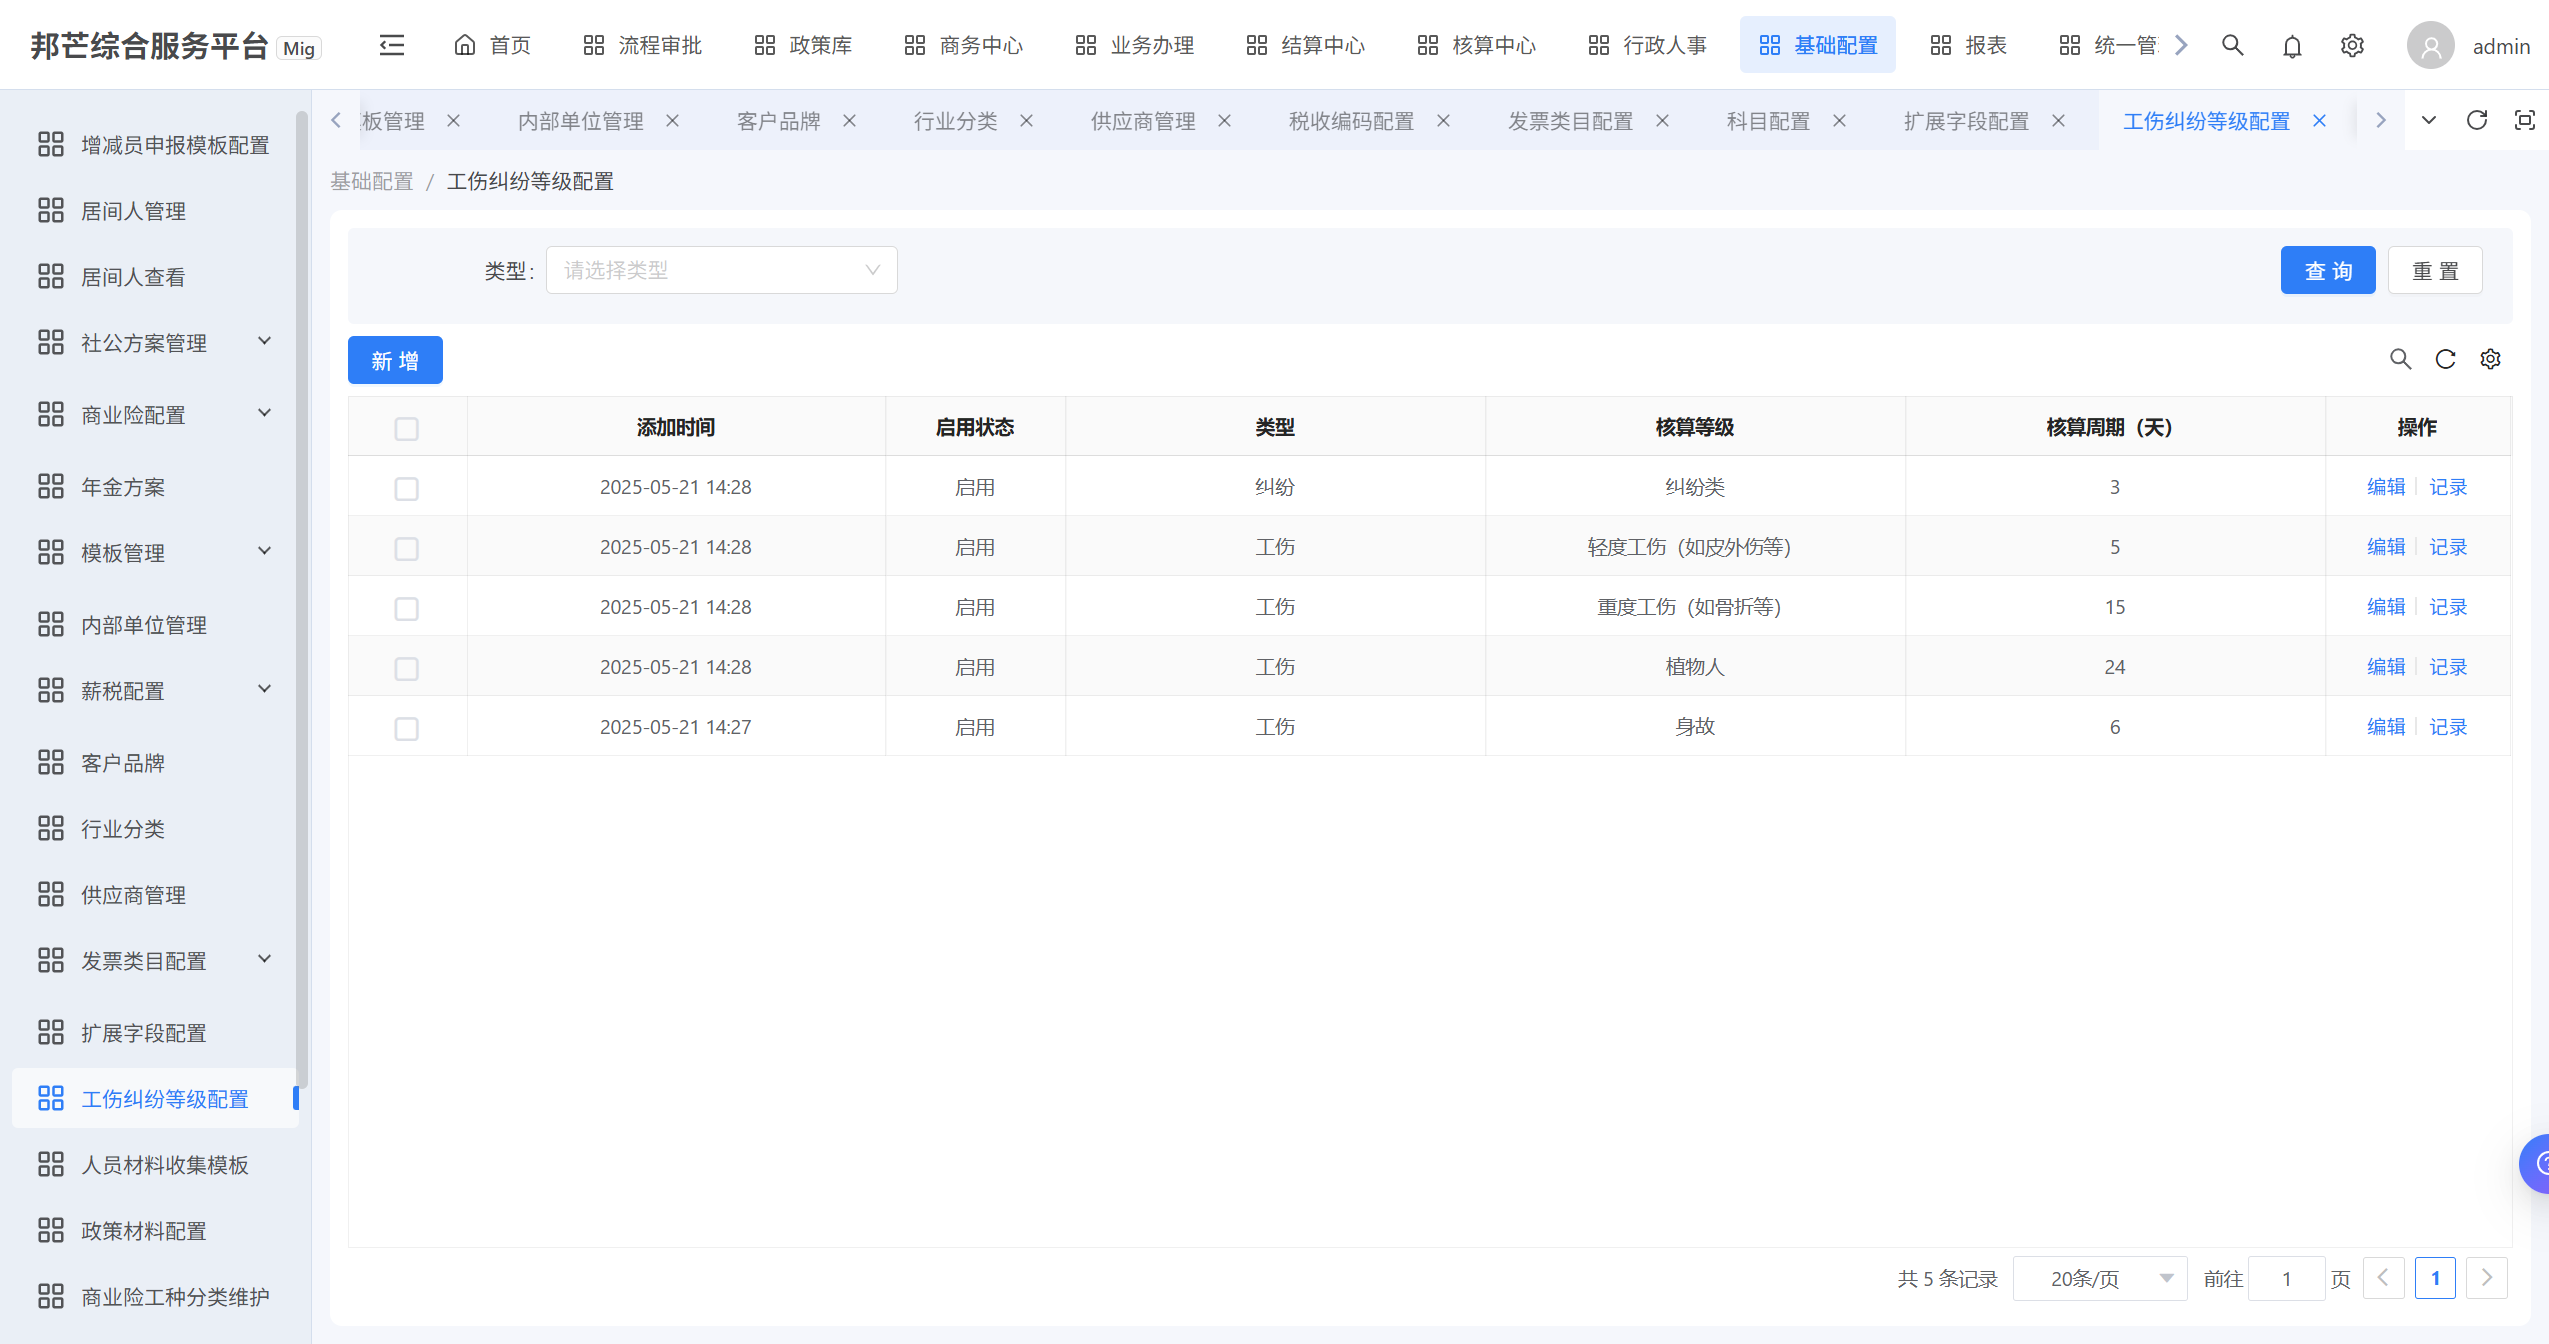 邦芒综合服务平台 Mig
首页 流程审批 政策库 商务中心 业务办理 结算中心 核算中心 行政人事 基础配置 报表 统一管 admin
板管理 内部单位管理 客户品牌 行业分类 供应商管理 税收编码配置 发票类目配置 科目配置 扩展字段配置 工伤纠纷等级配置
基础配置 / 工伤纠纷等级配置
增减员申报模板配置
居间人管理
居间人查看
社公方案管理
商业险配置
年金方案
模板管理
内部单位管理
薪税配置
客户品牌
行业分类
供应商管理
发票类目配置
扩展字段配置
工伤纠纷等级配置
人员材料收集模板
政策材料配置
商业险工种分类维护
类型: 请选择类型 查 询 重 置
新 增
添加时间 启用状态 类型 核算等级 核算周期（天） 操作
2025-05-21 14:28 启用 纠纷 纠纷类 3 编辑 记录
2025-05-21 14:28 启用 工伤 轻度工伤（如皮外伤等） 5 编辑 记录
2025-05-21 14:28 启用 工伤 重度工伤（如骨折等） 15 编辑 记录
2025-05-21 14:28 启用 工伤 植物人 24 编辑 记录
2025-05-21 14:27 启用 工伤 身故 6 编辑 记录
共 5 条记录 20条/页 前往 1 页 1